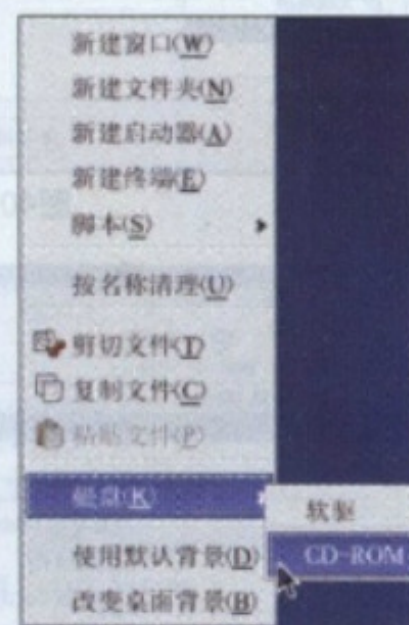 新建窗口(W)
新建文件夹(N)
新建启动器(A)
新建终端(E)
脚本(S)
按名称清理(U)
剪切文件(T)
复制文件(C)
粘贴文件(P)
磁盘(K)
软驱
CD-ROM
使用默认背景(D)
改变桌面背景(B)